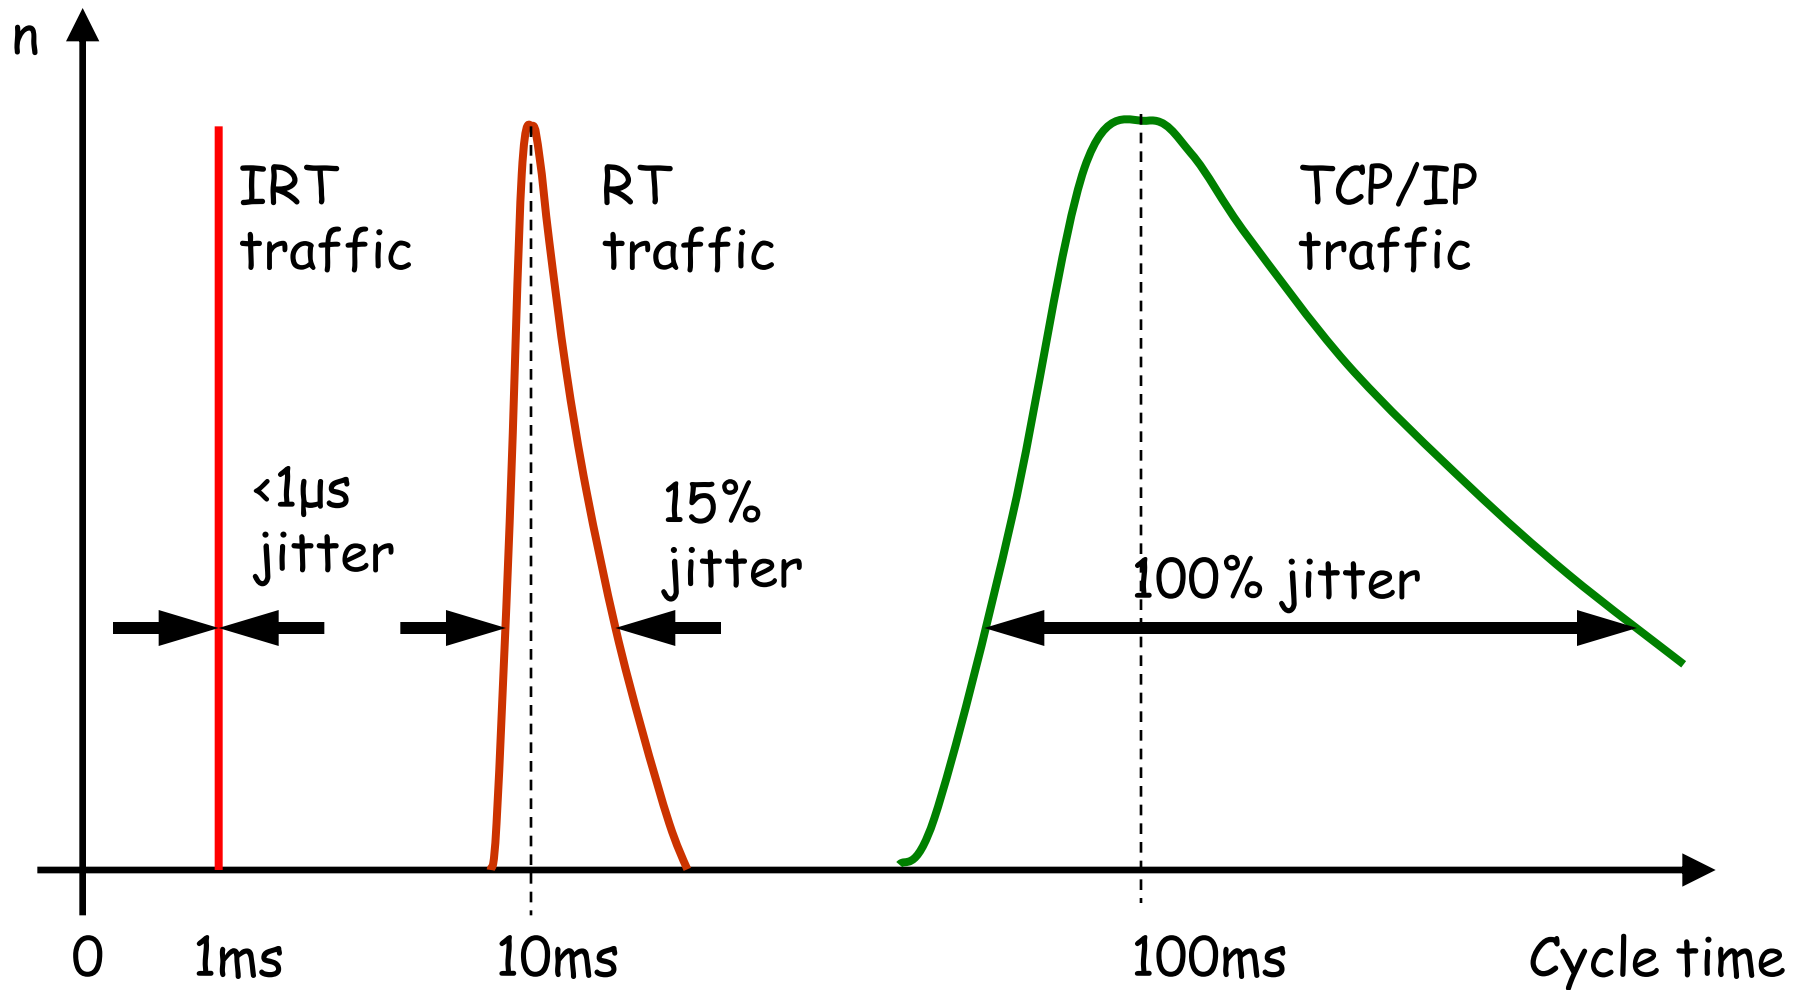 n
IRT
traffic
RT
traffic
TCP/IP
traffic
<1µs
jitter
15%
jitter
100% jitter
0
1ms
10ms
100ms
Cycle time